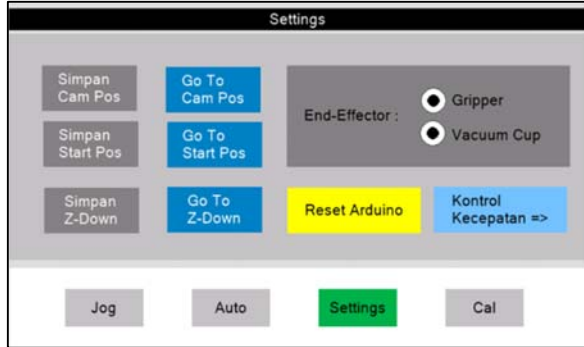 Settings
Simpan
Cam Pos
Go To
Cam Pos
Simpan
Start Pos
Go To
Start Pos
End-Effector :
Gripper
Vacuum Cup
Simpan
Z-Down
Go To
Z-Down
Reset Arduino
Kontrol
Kecepatan =>
Jog
Auto
Settings
Cal